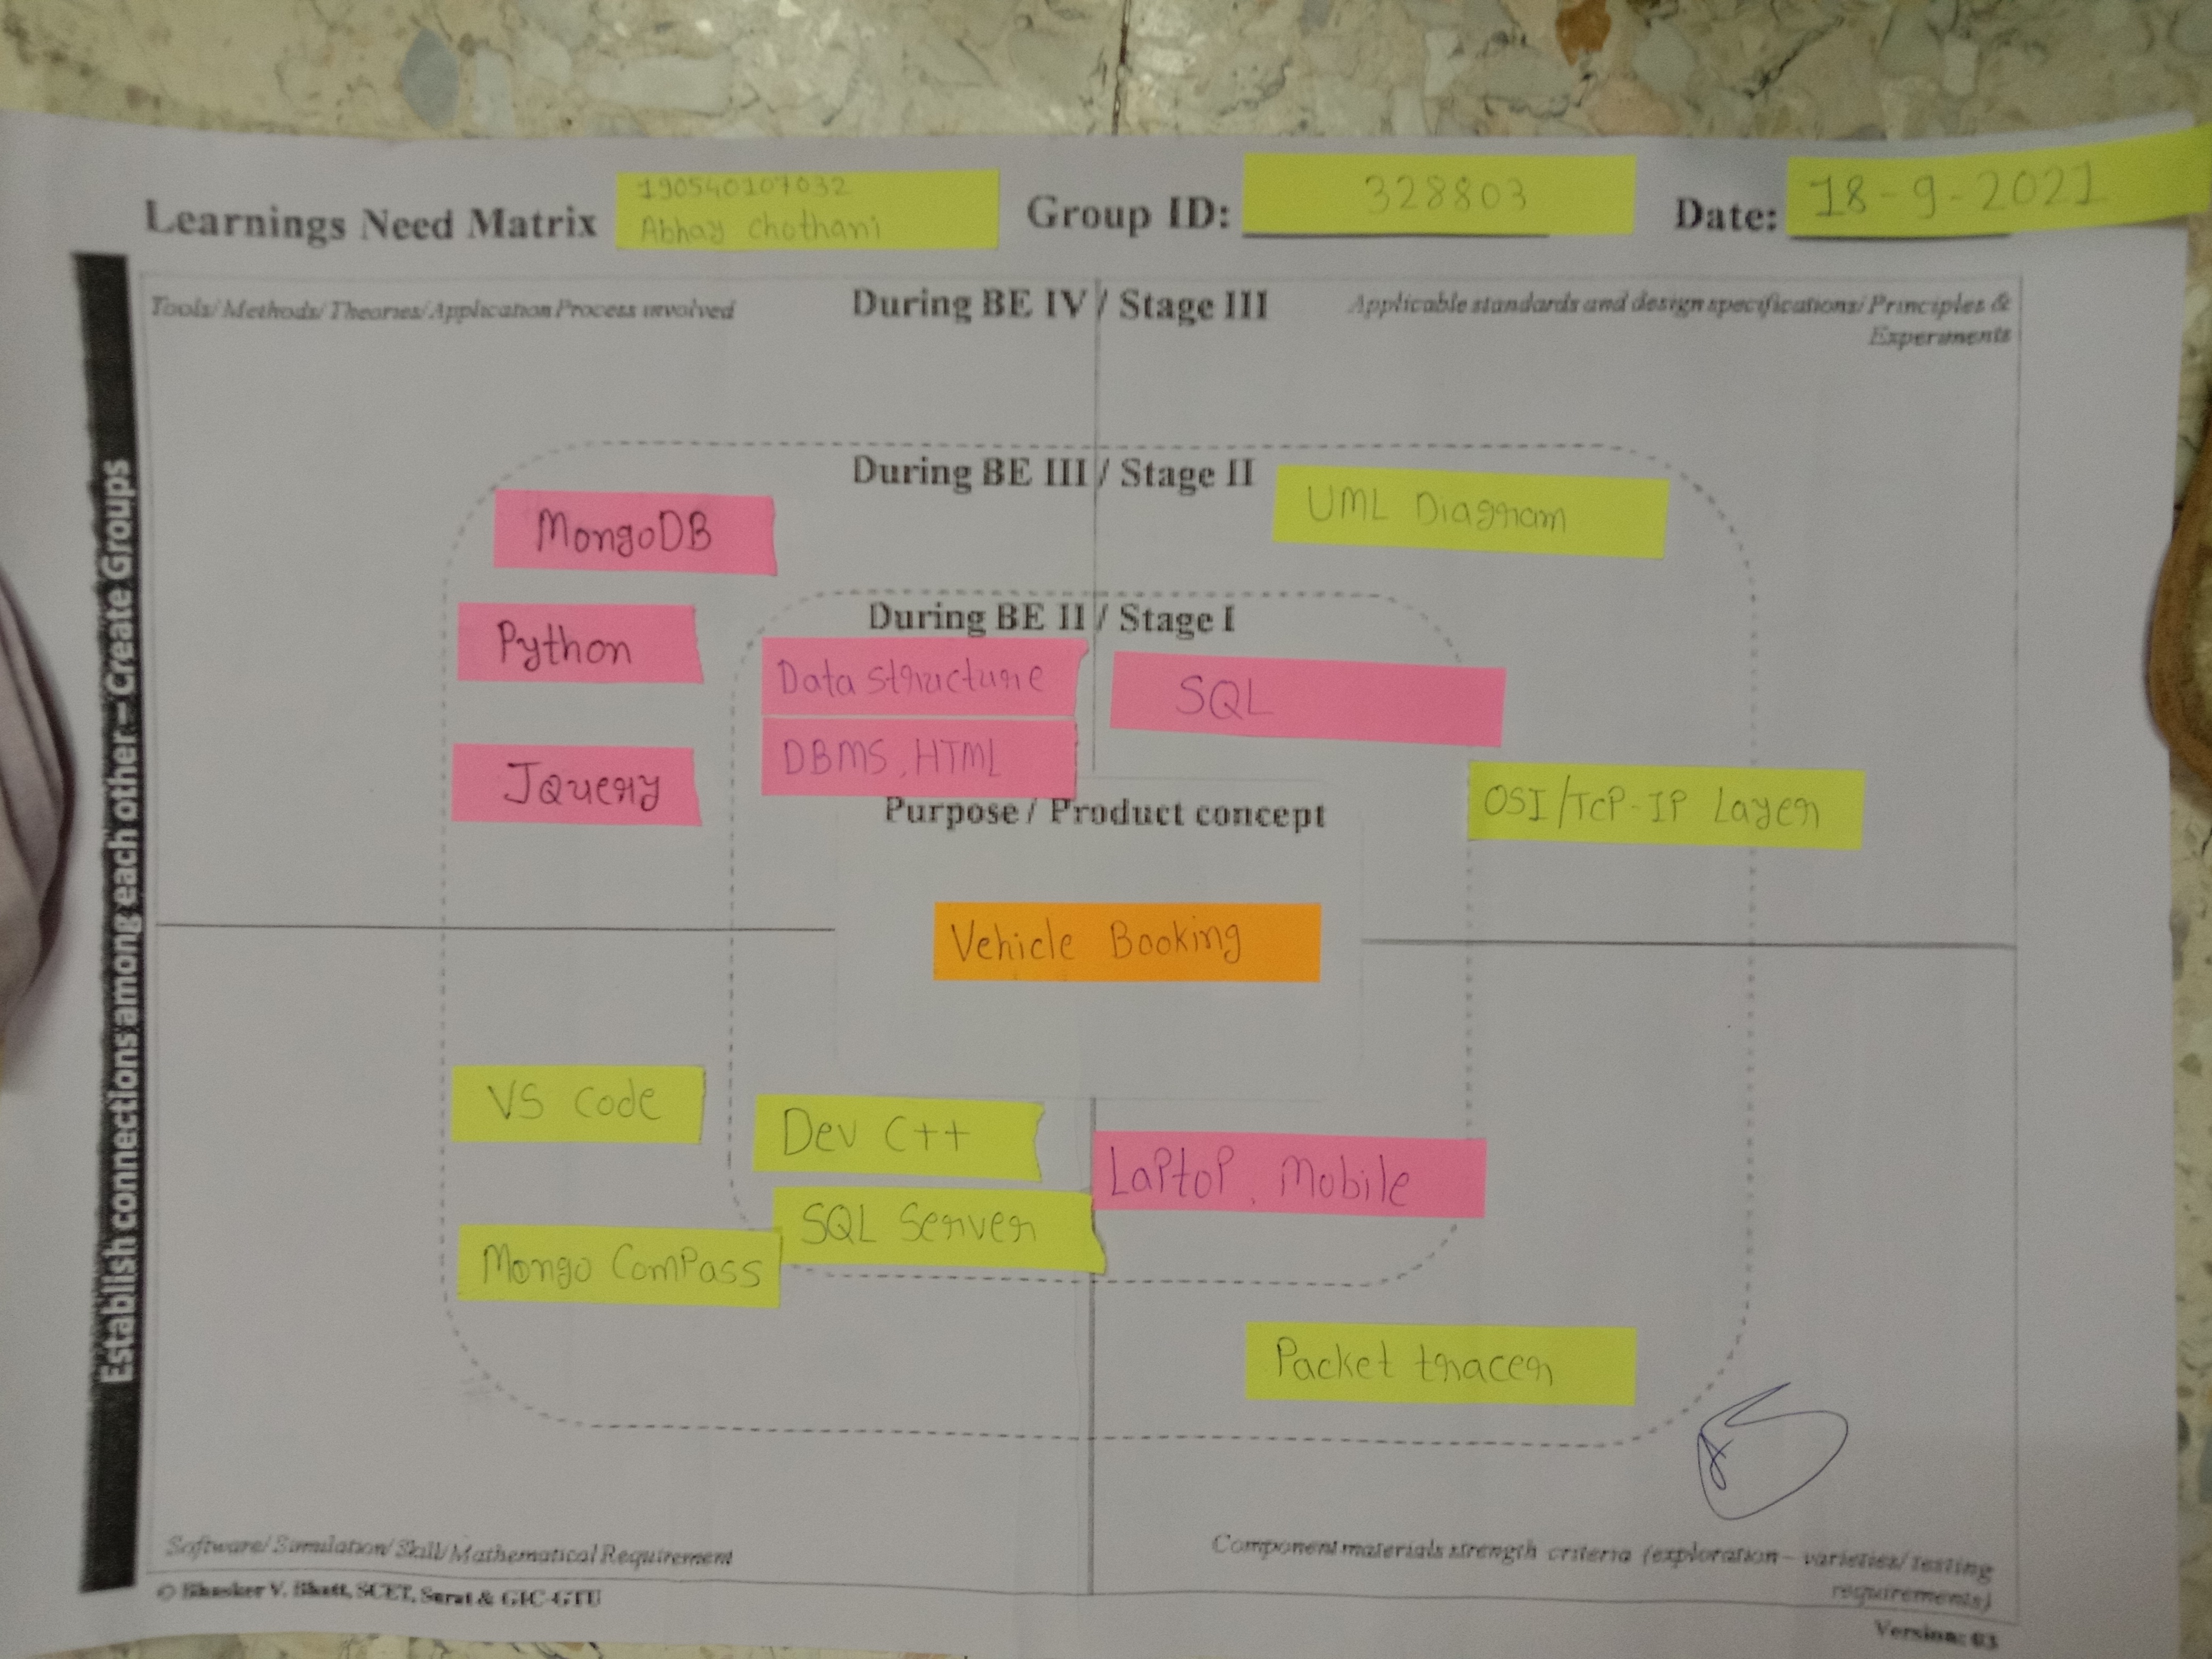 Learnings Need Matrix
190540107032
Abhay Chothani
Group ID: 328803
Date: 18-9-2021
Establish connections among each other – Create Groups
Tools/ Methods/ Theories/ Application Process involved
During BE IV / Stage III
Applicable standards and design specifications/ Principles &
Experiments
During BE III / Stage II
UML Diagram
MongoDB
During BE II / Stage I
Python
Data structure
SQL
DBMS, HTML
JQuery
OSI/TCP-IP Layer
Purpose / Product concept
Vehicle Booking
VS code
Dev C++
Laptop, Mobile
SQL Server
Mongo Compass
Packet tracer
Software/ Simulation/ Skill/ Mathematical Requirement
Component materials strength criteria (exploration – varieties/ testing
requirements)
© Bhasker V. Bhatt, SCET, Surat & GIC-GTU
Version: 03